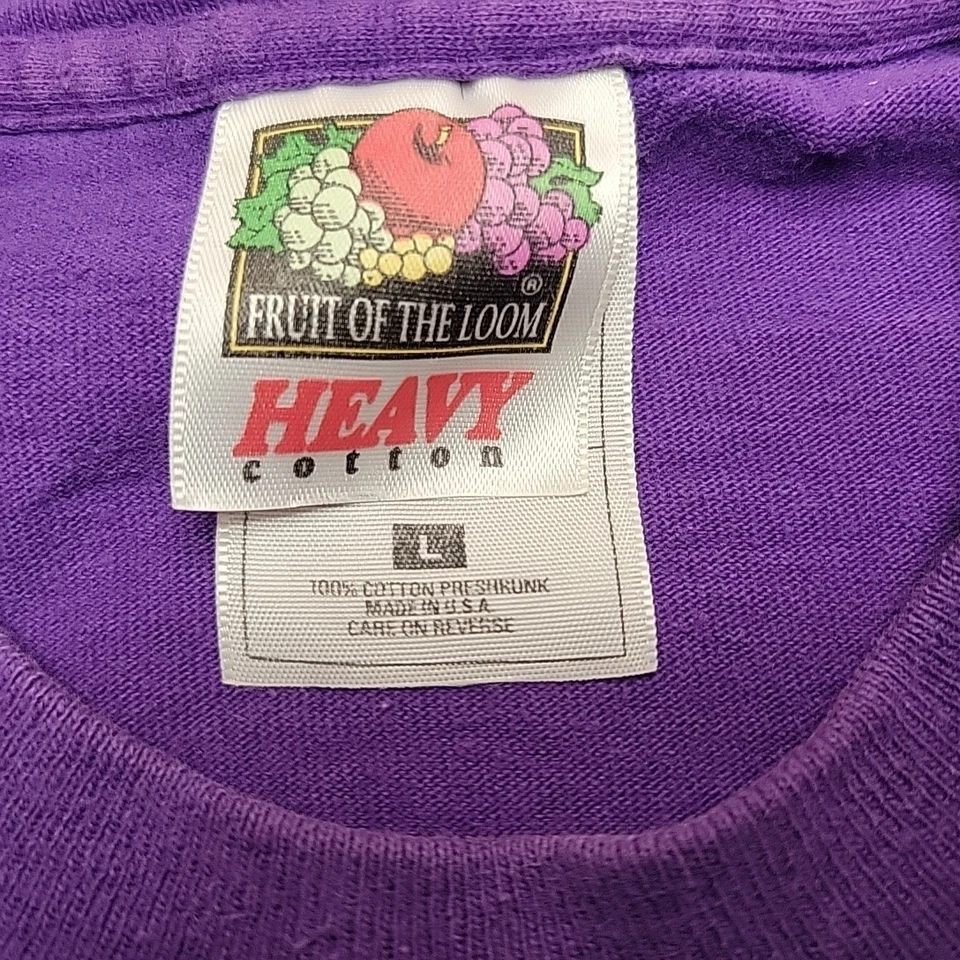 ®
FRUIT OF THE LOOM
HEAVY
cotton
L
100% COTTON PRESHRUNK
MADE IN U.S.A.
CARE ON REVERSE